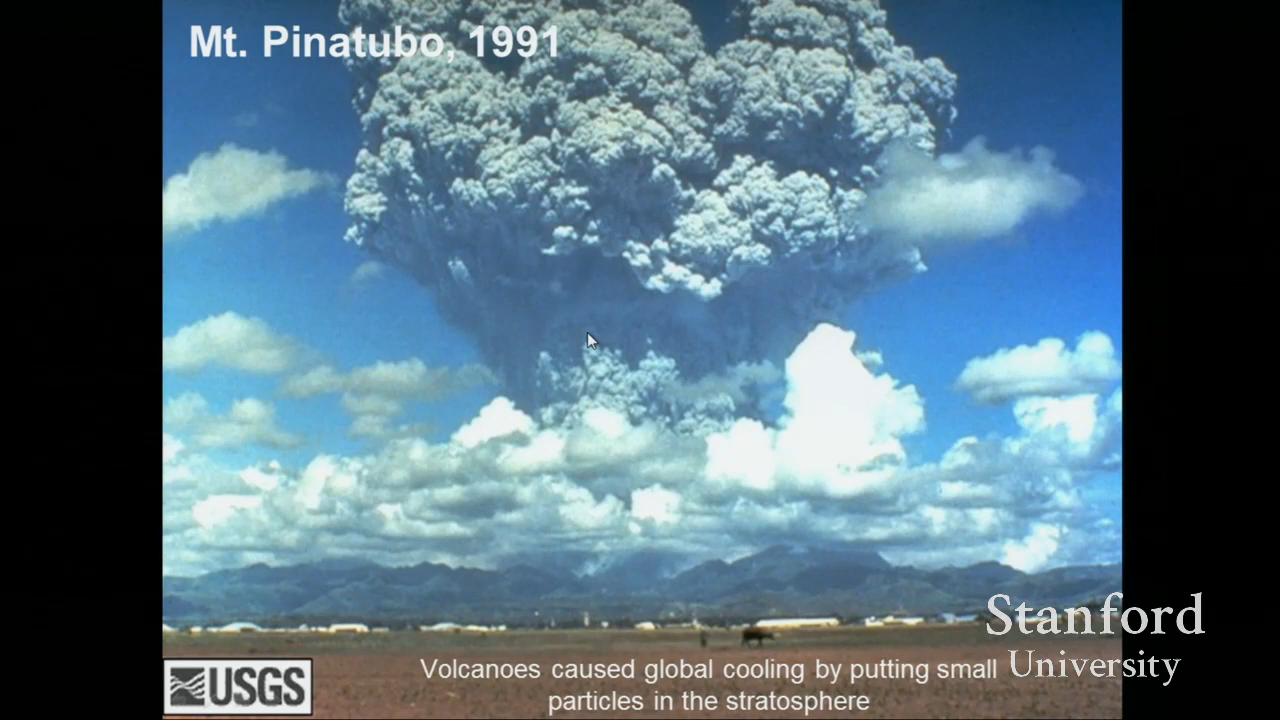 Mt. Pinatubo, 1991
Stanford
University
Volcanoes caused global cooling by putting small
particles in the stratosphere
USGS